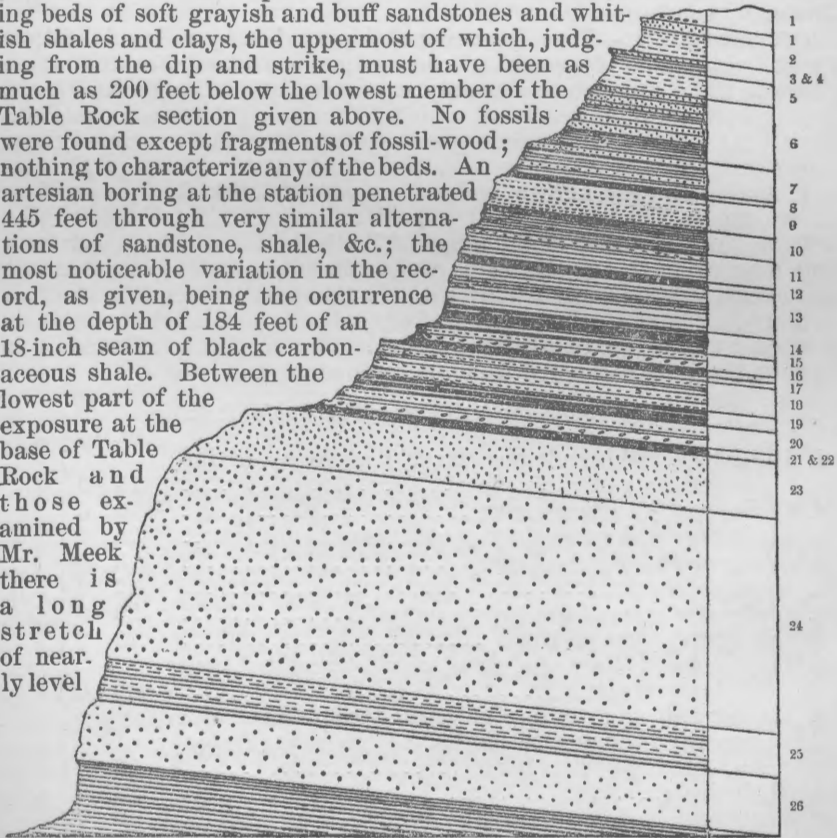 ing beds of soft grayish and buff sandstones and whit-
ish shales and clays, the uppermost of which, judg-
ing from the dip and strike, must have been as
much as 200 feet below the lowest member of the
Table Rock section given above. No fossils
were found except fragments of fossil-wood;
nothing to characterize any of the beds. An
artesian boring at the station penetrated
445 feet through very similar alterna-
tions of sandstone, shale, &c.; the
most noticeable variation in the rec-
ord, as given, being the occurrence
at the depth of 184 feet of an
18-inch seam of black carbon-
aceous shale. Between the
lowest part of the
exposure at the
base of Table
Rock and
those ex-
amined by
Mr. Meek
there is
a long
stretch
of near-
ly level
1
1
2
3 & 4
5
6
7
8
9
10
11
12
13
14
15
16
17
18
19
20
21 & 22
23
24
25
26